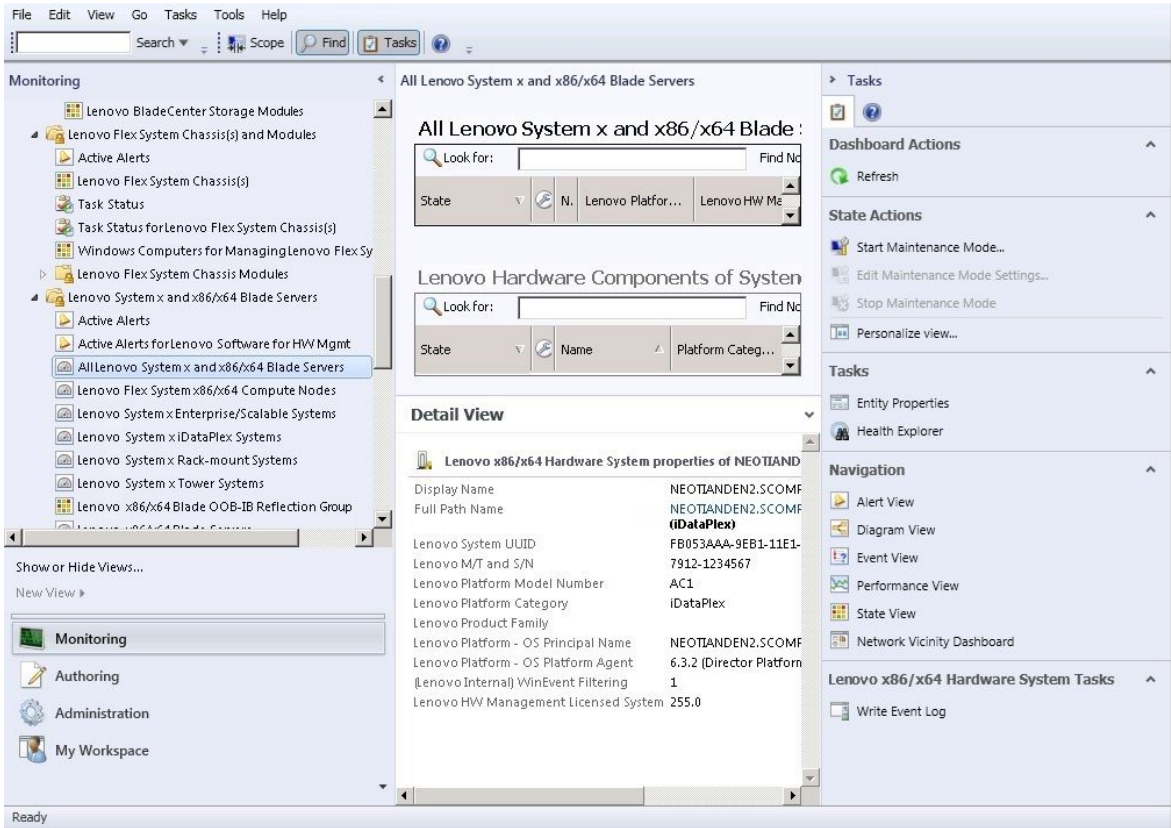 File Edit View Go Tasks Tools Help
Search Scope Find Tasks
Monitoring
Lenovo BladeCenter Storage Modules
Lenovo Flex System Chassis(s) and Modules
Active Alerts
Lenovo Flex System Chassis(s)
Task Status
Task Status for Lenovo Flex System Chassis(s)
Windows Computers for Managing Lenovo Flex Sy
Lenovo Flex System Chassis Modules
Lenovo System x and x86/x64 Blade Servers
Active Alerts
Active Alerts for Lenovo Software for HW Mgmt
All Lenovo System x and x86/x64 Blade Servers
Lenovo Flex System x86/x64 Compute Nodes
Lenovo System x Enterprise/Scalable Systems
Lenovo System x iDataPlex Systems
Lenovo System x Rack-mount Systems
Lenovo System x Tower Systems
Lenovo x86/x64 Blade OOB-IB Reflection Group
Lenovo x86/x64 Blade Servers
Show or Hide Views...
New View
Monitoring
Authoring
Administration
My Workspace
All Lenovo System x and x86/x64 Blade Servers
All Lenovo System x and x86/x64 Blade
Look for: Find No
State N. Lenovo Platfor... Lenovo HW Ma
Lenovo Hardware Components of System
Look for: Find No
State Name Platform Categ...
Detail View
Lenovo x86/x64 Hardware System properties of NEOTIAND
Display Name NEOTIANDEN2.SCOMF
Full Path Name NEOTIANDEN2.SCOMF
(iDataPlex)
Lenovo System UUID FB053AAA-9EB1-11E1-
Lenovo M/T and S/N 7912-1234567
Lenovo Platform Model Number AC1
Lenovo Platform Category iDataPlex
Lenovo Product Family
Lenovo Platform - OS Principal Name NEOTIANDEN2.SCOMF
Lenovo Platform - OS Platform Agent 6.3.2 (Director Platforn
(Lenovo Internal) WinEvent Filtering 1
Lenovo HW Management Licensed System 255.0
Tasks
Dashboard Actions
Refresh
State Actions
Start Maintenance Mode...
Edit Maintenance Mode Settings...
Stop Maintenance Mode
Personalize view...
Tasks
Entity Properties
Health Explorer
Navigation
Alert View
Diagram View
Event View
Performance View
State View
Network Vicinity Dashboard
Lenovo x86/x64 Hardware System Tasks
Write Event Log
Ready